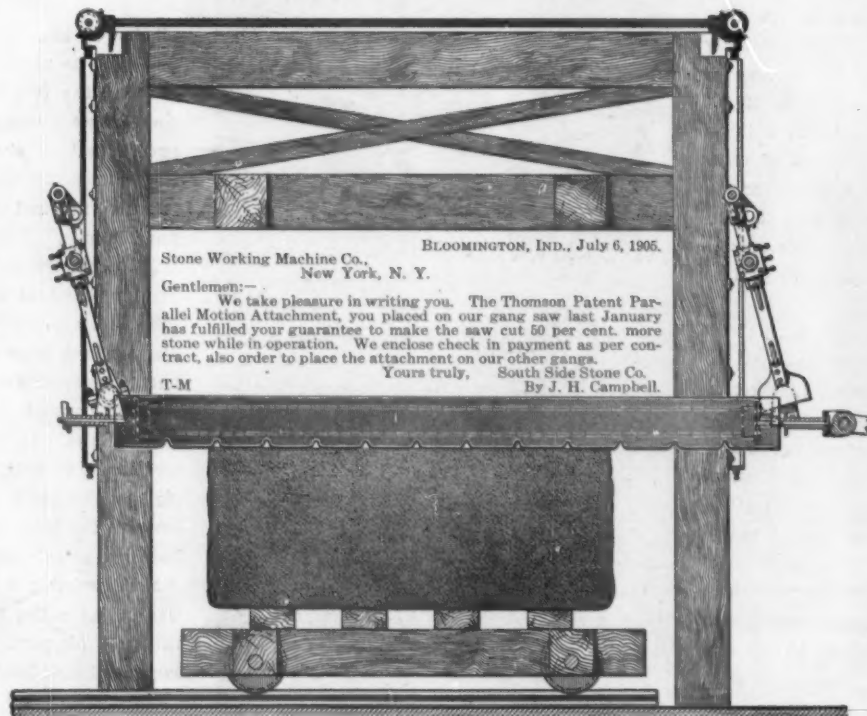 BLOOMINGTON, IND., July 6, 1905.
Stone Working Machine Co.,
New York, N. Y.
Gentlemen:—
We take pleasure in writing you. The Thomson Patent Par-
allel Motion Attachment, you placed on our gang saw last January
has fulfilled your guarantee to make the saw cut 50 per cent. more
stone while in operation. We enclose check in payment as per con-
tract, also order to place the attachment on our other gangs.
Yours truly, South Side Stone Co.
T-M By J. H. Campbell.